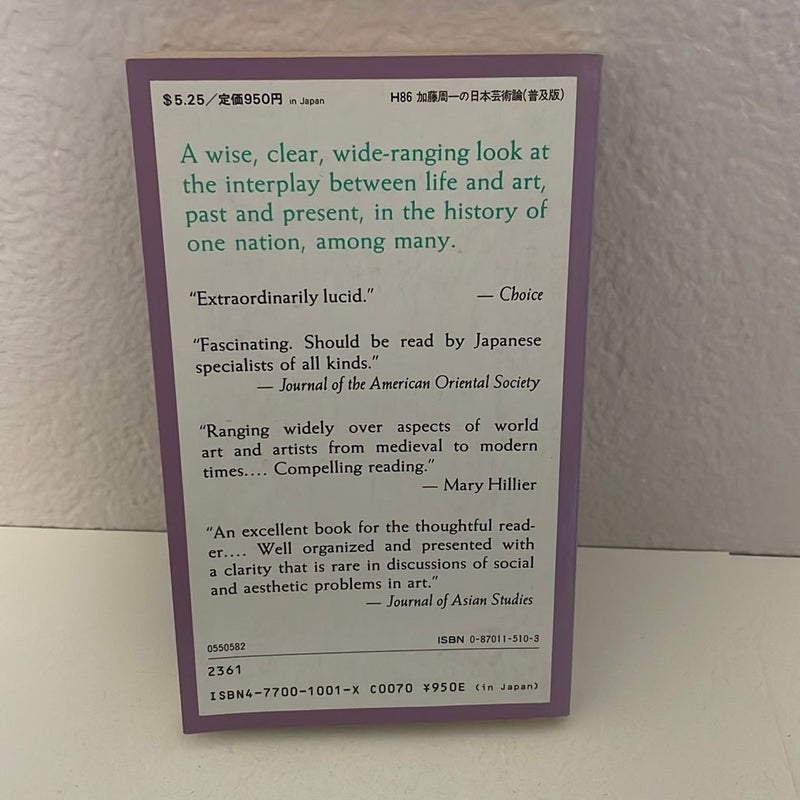 $5.25/定価950円 in Japan H86 加藤周一の日本芸術論(普及版)
A wise, clear, wide-ranging look at
the interplay between life and art,
past and present, in the history of
one nation, among many.
“Extraordinarily lucid.” — Choice
“Fascinating. Should be read by Japanese
specialists of all kinds.”
— Journal of the American Oriental Society
“Ranging widely over aspects of world
art and artists from medieval to modern
times.... Compelling reading.”
— Mary Hillier
“An excellent book for the thoughtful read-
er.... Well organized and presented with
a clarity that is rare in discussions of social
and aesthetic problems in art.”
— Journal of Asian Studies
0550582 ISBN 0-87011-510-3
2361
ISBN4-7700-1001-X C0070 ¥950E (in Japan)